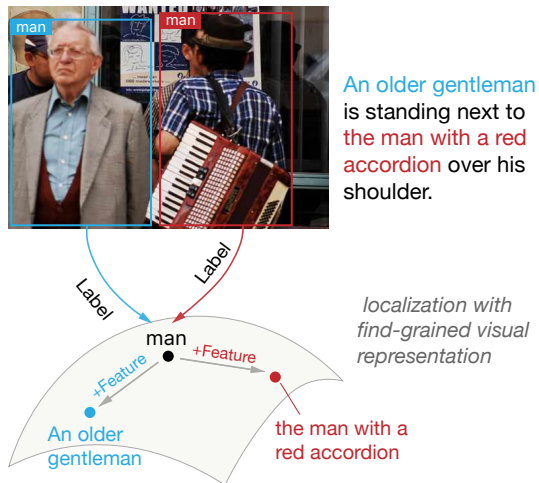 WANTED
man
man
An older gentleman
is standing next to
the man with a red
accordion over his
shoulder.
Label
Label
localization with
find-grained visual
representation
man
+Feature
+Feature
An older
gentleman
the man with a
red accordion